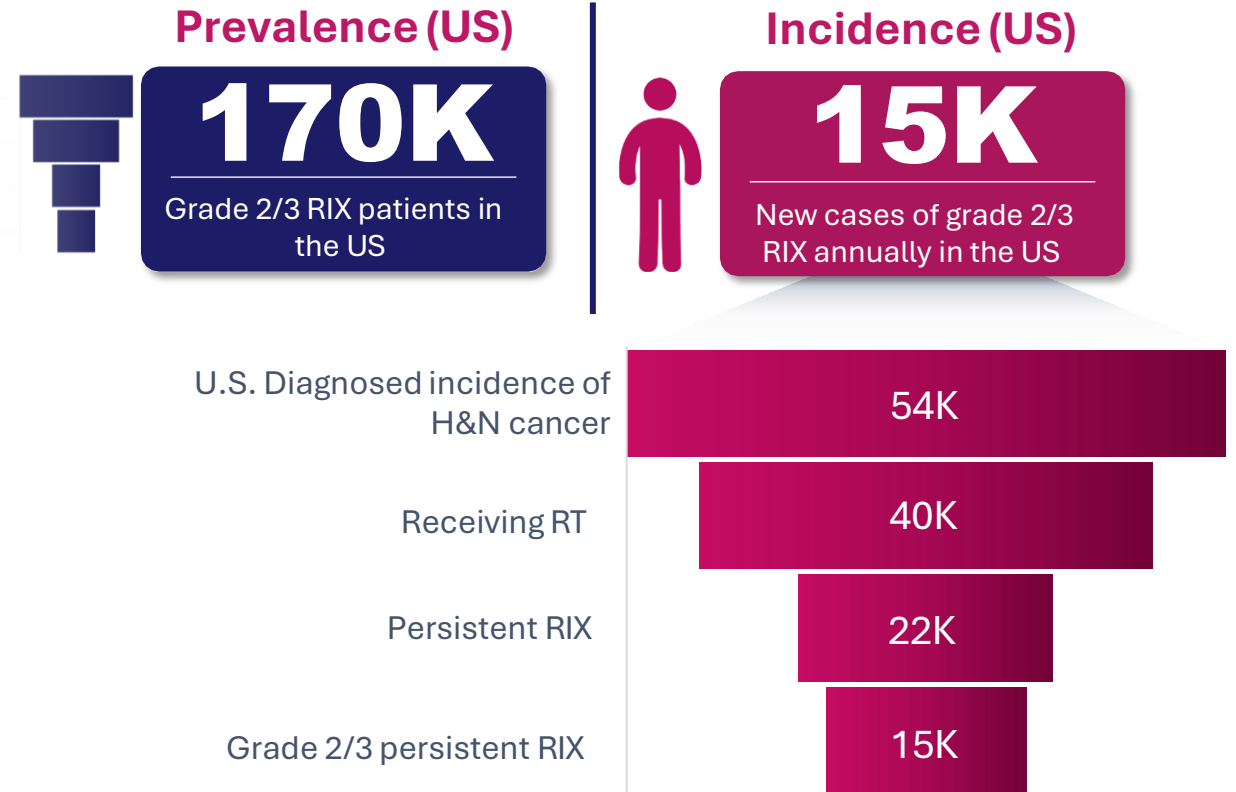 Prevalence (US)
170K
Grade 2/3 RIX patients in
the US
Incidence (US)
15K
New cases of grade 2/3
RIX annually in the US
U.S. Diagnosed incidence of
H&N cancer
54K
Receiving RT
40K
Persistent RIX
22K
Grade 2/3 persistent RIX
15K